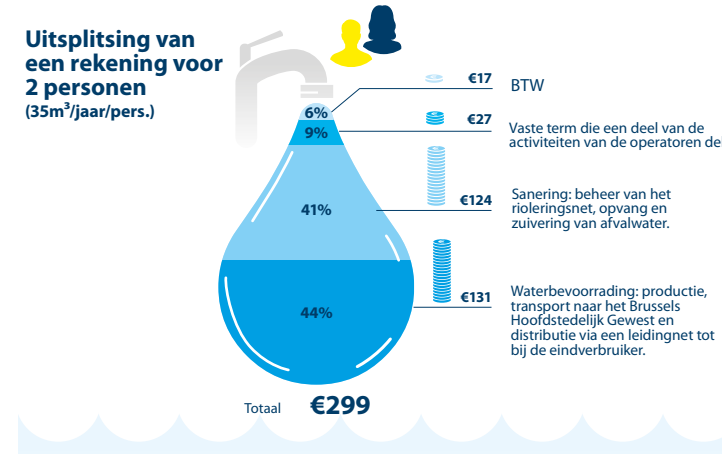 Uitsplitsing van
een rekening voor
2 personen
(35m³/jaar/pers.)
6%
€17
BTW
9%
€27
Vaste term die een deel van de
activiteiten van de operatoren de
41%
€124
Sanering: beheer van het
rioleringsnet, opvang en
zuivering van afvalwater.
44%
€131
Waterbevoorrading: productie,
transport naar het Brussels
Hoofdstedelijk Gewest en
distributie via een leidingnet tot
bij de eindverbruiker.
Totaal €299